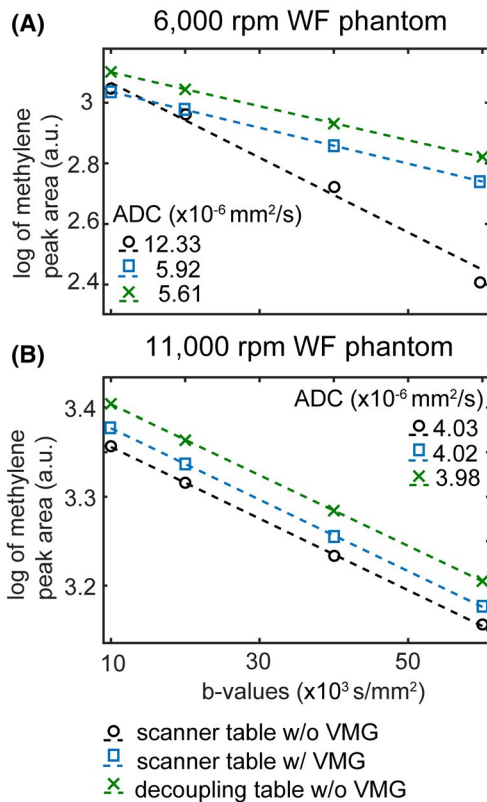 (A) 6,000 rpm WF phantom
log of methylene
peak area (a.u.)
3
2.8
2.6
2.4
ADC (x10⁻⁶ mm²/s)
12.33
5.92
5.61
(B) 11,000 rpm WF phantom
log of methylene
peak area (a.u.)
3.4
3.3
3.2
ADC (x10⁻⁶ mm²/s)
4.03
4.02
3.98
10 30 50
b-values (x10³ s/mm²)
scanner table w/o VMG
scanner table w/ VMG
decoupling table w/o VMG